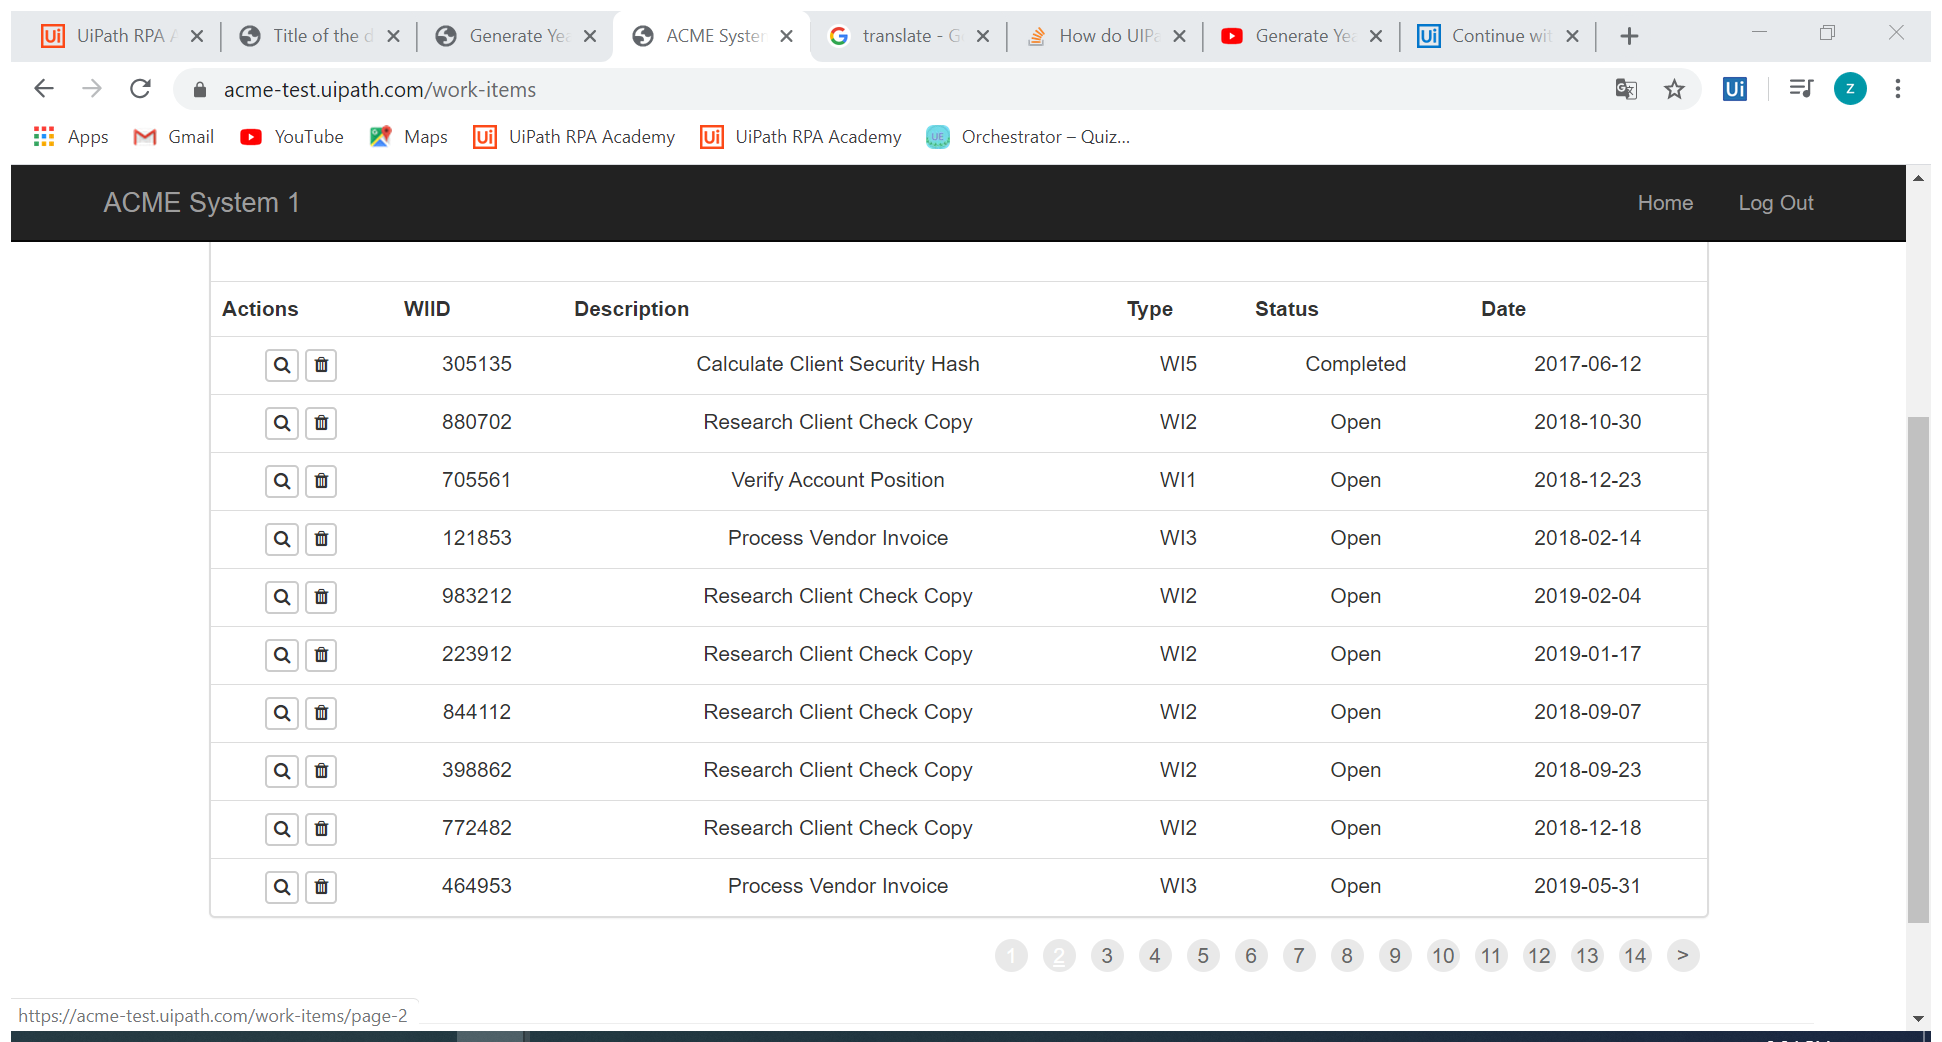 UiPath RPA A Title of the d Generate Yea ACME System translate - G How do UIPa Generate Yea Continue wit
acme-test.uipath.com/work-items Z
Apps Gmail YouTube Maps UiPath RPA Academy UiPath RPA Academy Orchestrator – Quiz...
ACME System 1 Home Log Out
Actions WIID Description Type Status Date
305135 Calculate Client Security Hash WI5 Completed 2017-06-12
880702 Research Client Check Copy WI2 Open 2018-10-30
705561 Verify Account Position WI1 Open 2018-12-23
121853 Process Vendor Invoice WI3 Open 2018-02-14
983212 Research Client Check Copy WI2 Open 2019-02-04
223912 Research Client Check Copy WI2 Open 2019-01-17
844112 Research Client Check Copy WI2 Open 2018-09-07
398862 Research Client Check Copy WI2 Open 2018-09-23
772482 Research Client Check Copy WI2 Open 2018-12-18
464953 Process Vendor Invoice WI3 Open 2019-05-31
1 2 3 4 5 6 7 8 9 10 11 12 13 14 >
https://acme-test.uipath.com/work-items/page-2